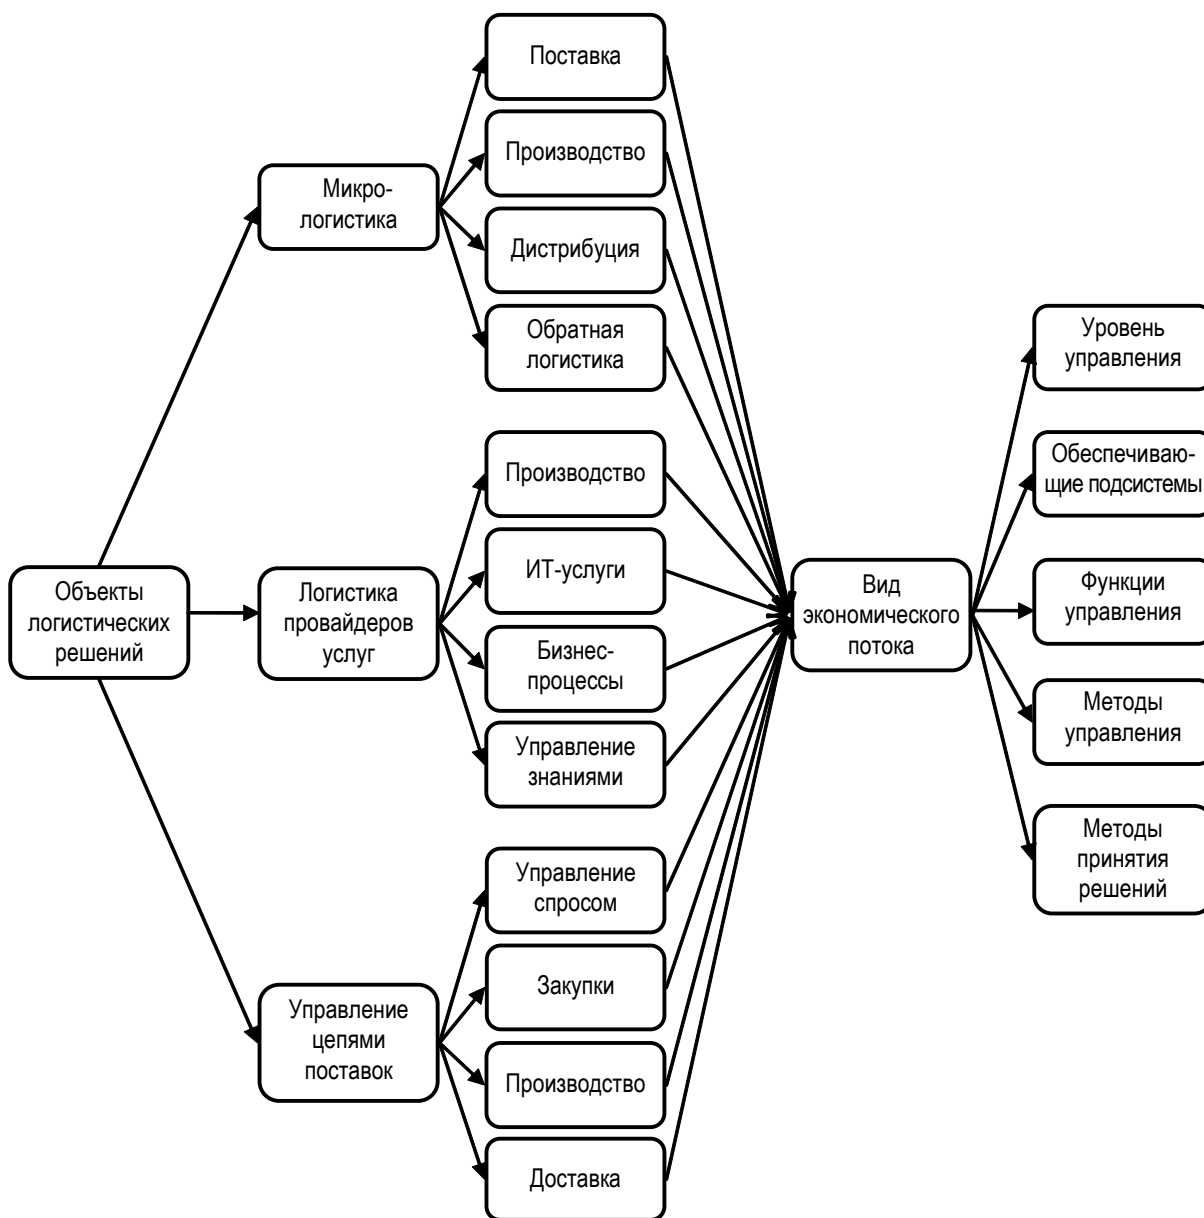 Объекты
логистических
решений
Микро-
логистика
Логистика
провайдеров
услуг
Управление
цепями
поставок
Поставка
Производство
Дистрибуция
Обратная
логистика
Производство
ИТ-услуги
Бизнес-
процессы
Управление
знаниями
Управление
спросом
Закупки
Производство
Доставка
Вид
экономического
потока
Уровень
управления
Обеспечиваю-
щие подсистемы
Функции
управления
Методы
управления
Методы
принятия
решений